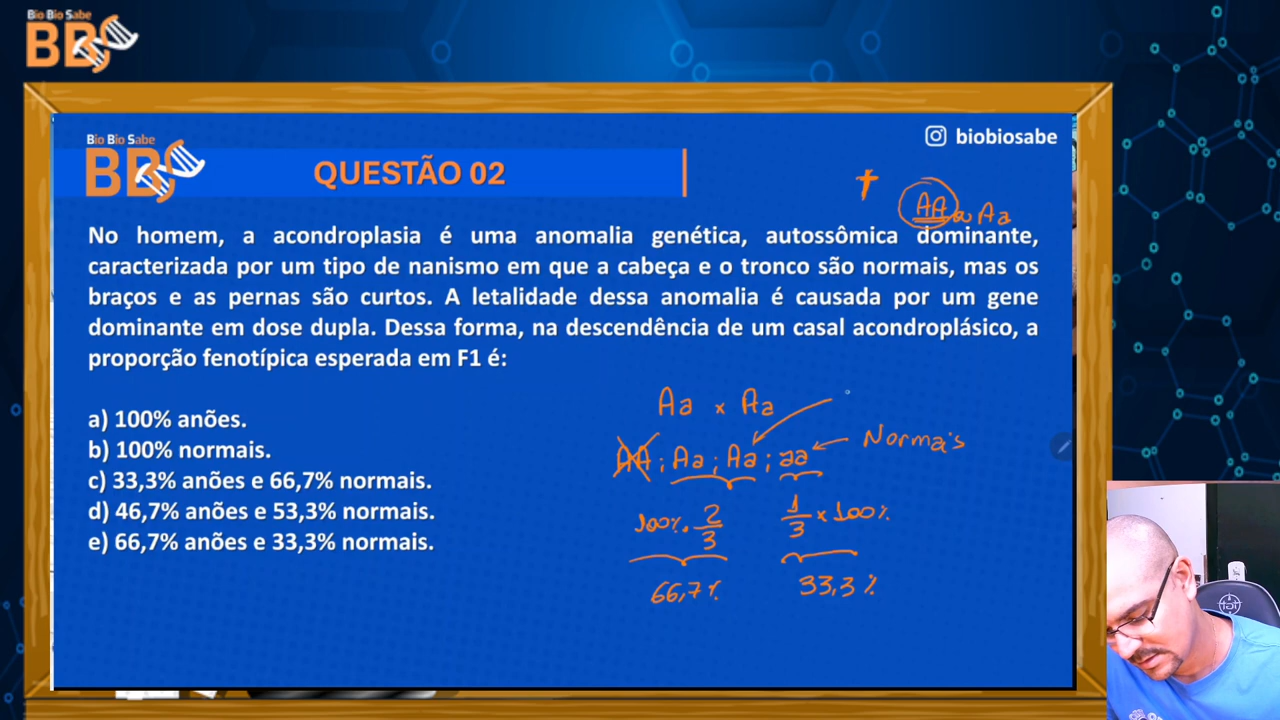 Bio Bio Sabe
BBS
Bio Bio Sabe
BBS
biobiosabe
QUESTÃO 02
AA ou Aa
No homem, a acondroplasia é uma anomalia genética, autossômica dominante,
caracterizada por um tipo de nanismo em que a cabeça e o tronco são normais, mas os
braços e as pernas são curtos. A letalidade dessa anomalia é causada por um gene
dominante em dose dupla. Dessa forma, na descendência de um casal acondroplásico, a
proporção fenotípica esperada em F1 é:
a) 100% anões.
b) 100% normais.
c) 33,3% anões e 66,7% normais.
d) 46,7% anões e 53,3% normais.
e) 66,7% anões e 33,3% normais.
Aa x Aa
AA ; Aa ; Aa ; aa Normais
100% . 2/3 1/3 x 100%
66,7% 33,3%